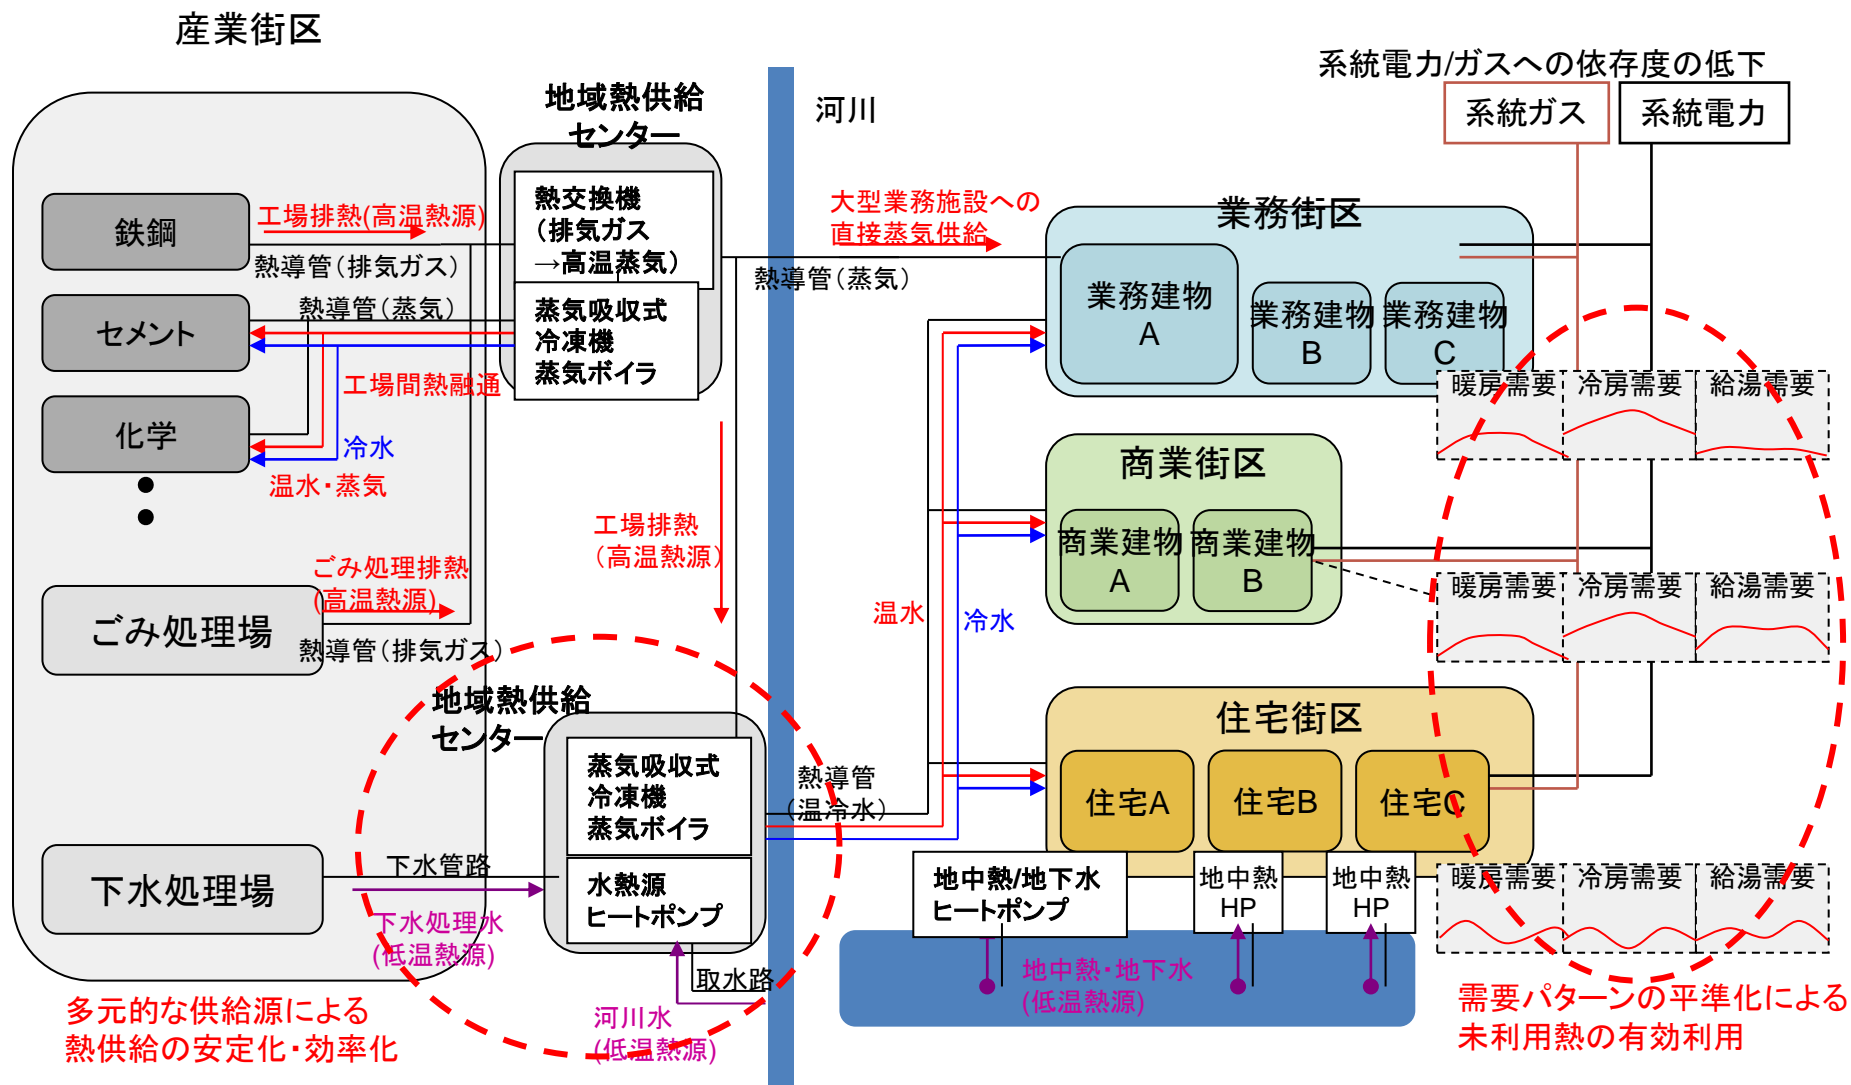 産業街区
地域熱供給
センター
鉄鋼
工場排熱(高温熱源)
熱導管(排気ガス)
熱交換機
(排気ガス
→高温蒸気)
セメント
熱導管(蒸気)
蒸気吸収式
冷凍機
蒸気ボイラ
工場間熱融通
化学
冷水
温水・蒸気
工場排熱
(高温熱源)
ごみ処理場
ごみ処理排熱
(高温熱源)
熱導管(排気ガス)
地域熱供給
センター
蒸気吸収式
冷凍機
蒸気ボイラ
水熱源
ヒートポンプ
下水処理場
下水管路
下水処理水
(低温熱源)
取水路
河川水
(低温熱源)
多元的な供給源による
熱供給の安定化・効率化
河川
大型業務施設への
直接蒸気供給
熱導管(蒸気)
温水
冷水
熱導管
(温冷水)
系統電力/ガスへの依存度の低下
系統ガス
系統電力
業務街区
業務建物
A
業務建物
B
業務建物
C
暖房需要
冷房需要
給湯需要
商業街区
商業建物
A
商業建物
B
暖房需要
冷房需要
給湯需要
住宅街区
住宅A
住宅B
住宅C
暖房需要
冷房需要
給湯需要
地中熱/地下水
ヒートポンプ
地中熱
HP
地中熱
HP
地中熱・地下水
(低温熱源)
需要パターンの平準化による
未利用熱の有効利用